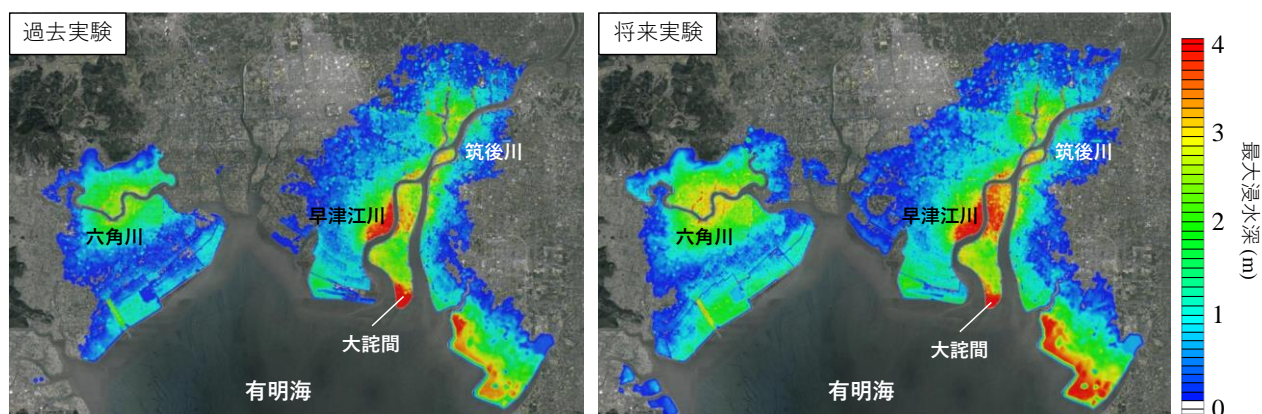 過去実験
筑後川
早津江川
六角川
大詫間
有明海
将来実験
筑後川
早津江川
六角川
大詫間
有明海
4
3
2
1
0
最大浸水深 (m)